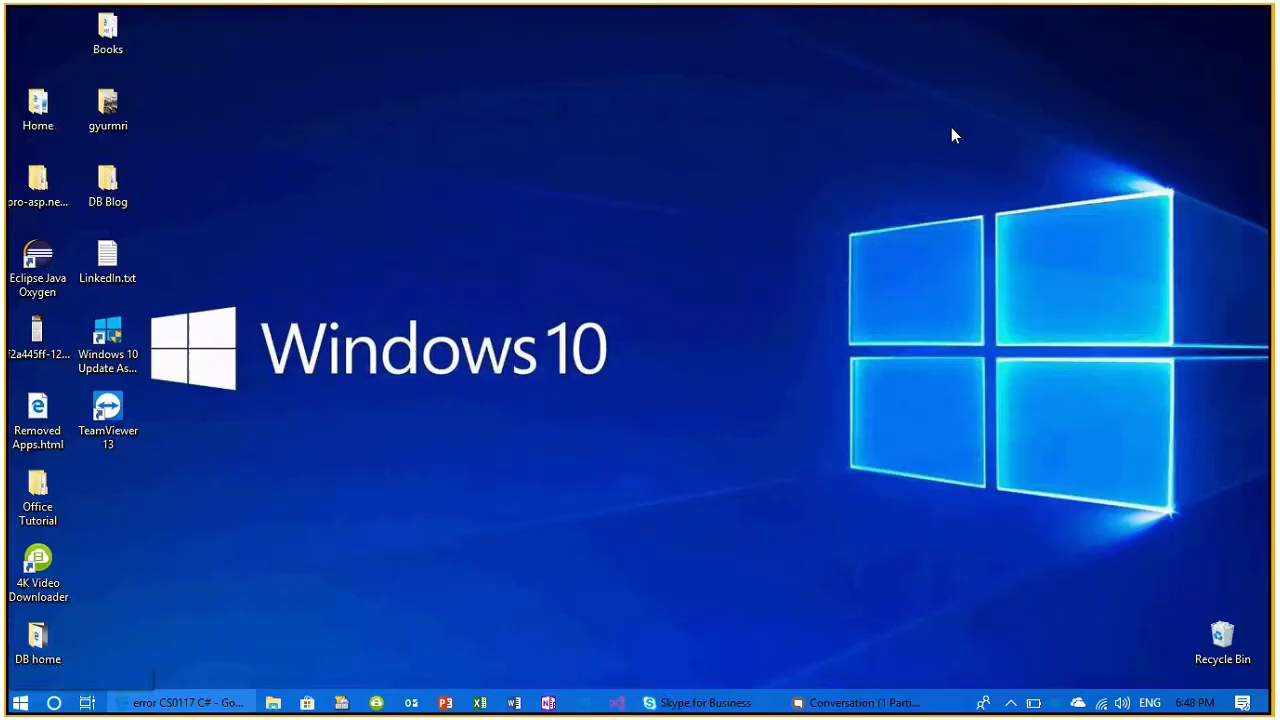 Books
Home
gyurmri
pro-asp.ne...
DB Blog
Eclipse Java
Oxygen
LinkedIn.txt
f2a445ff-12...
Windows 10
Update As...
Windows 10
Removed
Apps.html
TeamViewer
13
Office
Tutorial
4K Video
Downloader
DB home
Recycle Bin
error CS0117 C# - Go...
Skype for Business
Conversation (1 Parti...
ENG
6:48 PM